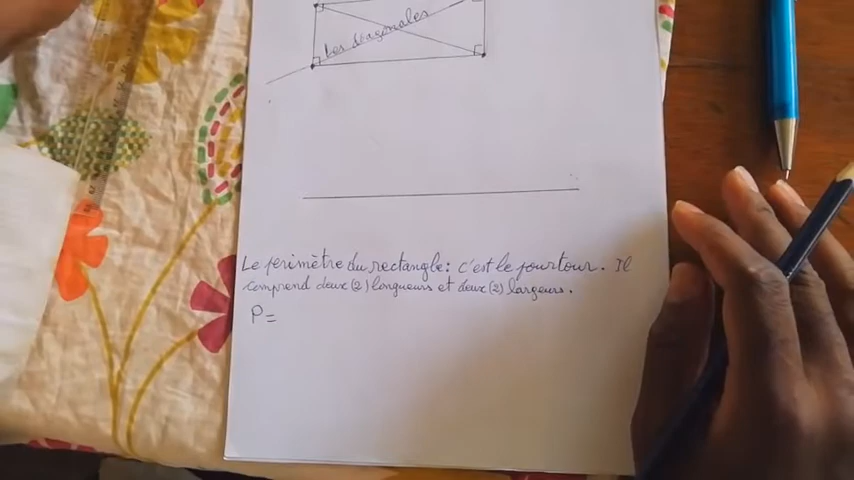 Les diagonales
Le périmètre du rectangle : c'est le pourtour. Il
comprend deux (2) longueurs et deux (2) largeurs.
P =